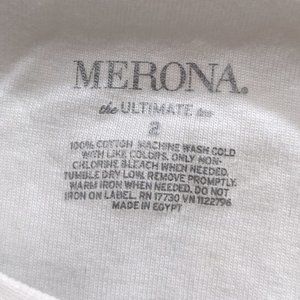 MERONA.
the ULTIMATE tee
2
100% COTTON MACHINE WASH COLD
WITH LIKE COLORS. ONLY NON-
CHLORINE BLEACH WHEN NEEDED.
TUMBLE DRY LOW. REMOVE PROMPTLY.
WARM IRON WHEN NEEDED. DO NOT
IRON ON LABEL. RN 17730 VN 1122796
MADE IN EGYPT